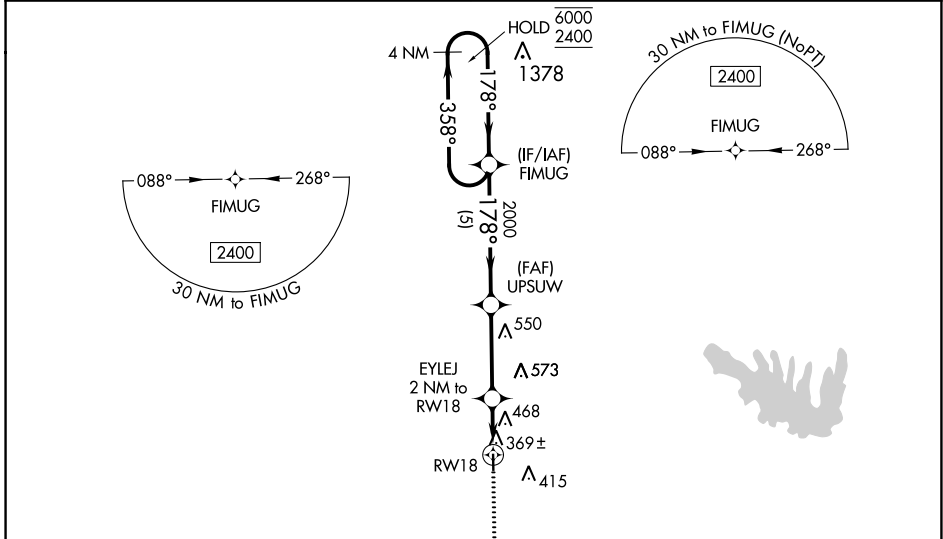 HOLD 6000
2400
4 NM
1378
178°
358°
(IF/IAF)
FIMUG
2000
178°
(5)
(FAF)
UPSUW
550
573
EYLEJ
2 NM to
RW18
468
369 ±
RW18
415
088°
268°
FIMUG
2400
30 NM to FIMUG
30 NM to FIMUG (NoPT)
2400
FIMUG
088°
268°